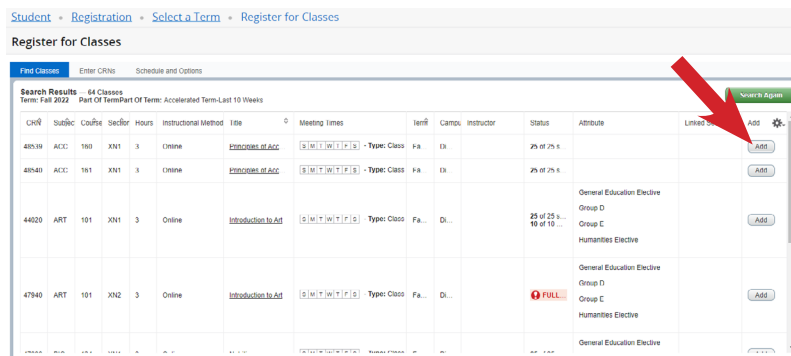 Student • Registration • Select a Term • Register for Classes
Register for Classes
Find Classes Enter CRNs Schedule and Options
Search Results — 64 Classes
Term: Fall 2022 Part Of TermPart Of Term: Accelerated Term-Last 10 Weeks
Search Again
CRN Subjec Course Section Hours Instructional Method Title Meeting Times Term Campu Instructor Status Attribute Linked Add
48539 ACC 160 XN1 3 Online Principles of Acc S M T W T F S - Type: Class Fa... Di... 25 of 25 s... Add
48540 ACC 161 XN1 3 Online Principles of Acc S M T W T F S - Type: Class Fa... Di... 25 of 25 s... Add
General Education Elective
Group D
44020 ART 101 XN1 3 Online Introduction to Art S M T W T F S - Type: Class Fa... Di... 25 of 25 s... Add
10 of 10 ... Group E
Humanities Elective
General Education Elective
Group D
47940 ART 101 XN2 3 Online Introduction to Art S M T W T F S - Type: Class Fa... Di... FULL... Add
Group E
Humanities Elective
General Education Elective